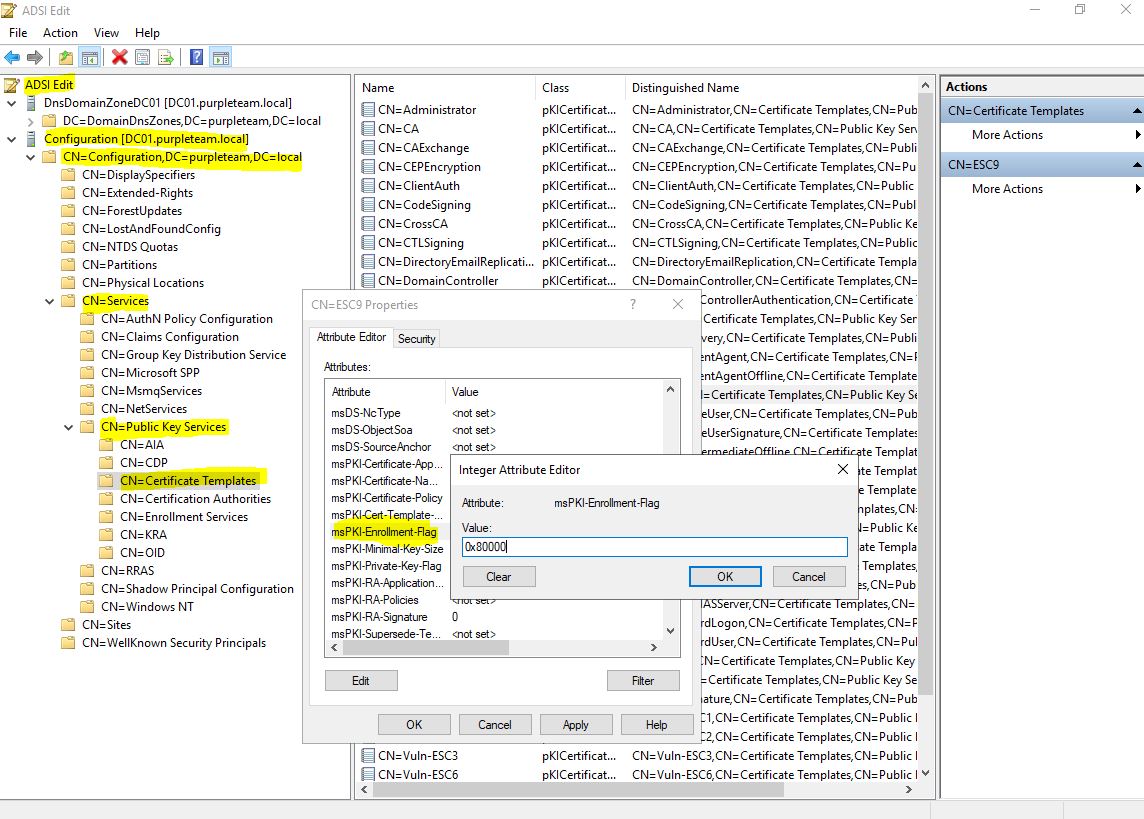 ADSI Edit
File Action View Help
ADSI Edit
DnsDomainZoneDC01 [DC01.purpleteam.local]
DC=DomainDnsZones,DC=purpleteam,DC=local
Configuration [DC01.purpleteam.local]
CN=Configuration,DC=purpleteam,DC=local
CN=DisplaySpecifiers
CN=Extended-Rights
CN=ForestUpdates
CN=LostAndFoundConfig
CN=NTDS Quotas
CN=Partitions
CN=Physical Locations
CN=Services
CN=AuthN Policy Configuration
CN=Claims Configuration
CN=Group Key Distribution Service
CN=Microsoft SPP
CN=MsmqServices
CN=NetServices
CN=Public Key Services
CN=AIA
CN=CDP
CN=Certificate Templates
CN=Certification Authorities
CN=Enrollment Services
CN=KRA
CN=OID
CN=RRAS
CN=Shadow Principal Configuration
CN=Windows NT
CN=Sites
CN=WellKnown Security Principals
Name Class Distinguished Name
CN=Administrator pKICertificat... CN=Administrator,CN=Certificate Templates,CN=Pub
CN=CA pKICertificat... CN=CA,CN=Certificate Templates,CN=Public Key Serv
CN=CAExchange pKICertificat... CN=CAExchange,CN=Certificate Templates,CN=Public
CN=CEPEncryption pKICertificat... CN=CEPEncryption,CN=Certificate Templates,CN=Pu
CN=ClientAuth pKICertificat... CN=ClientAuth,CN=Certificate Templates,CN=Public
CN=CodeSigning pKICertificat... CN=CodeSigning,CN=Certificate Templates,CN=Publi
CN=CrossCA pKICertificat... CN=CrossCA,CN=Certificate Templates,CN=Public Ke
CN=CTLSigning pKICertificat... CN=CTLSigning,CN=Certificate Templates,CN=Public
CN=DirectoryEmailReplicati... pKICertificat... CN=DirectoryEmailReplication,CN=Certificate Templa
CN=DomainController pKICertificat... CN=DomainController,CN=Certificate Templates,CN=
ControllerAuthentication,CN=Certificate
,CN=Certificate Templates,CN=Public Key Ser
very,CN=Certificate Templates,CN=Public
entAgent,CN=Certificate Templates,CN=P
entAgentOffline,CN=Certificate Template
=Certificate Templates,CN=Public Key Se
eUser,CN=Certificate Templates,CN=Publi
eUserSignature,CN=Certificate Templates
ermediateOffline,CN=Certificate Template
ASServer,CN=Certificate Templates,CN=P
rdLogon,CN=Certificate Templates,CN=Pu
rdUser,CN=Certificate Templates,CN=Publ
CN=Certificate Templates,CN=Public Key
=Certificate Templates,CN=Public Key Se
nature,CN=Certificate Templates,CN=Publ
C1,CN=Certificate Templates,CN=Public
C2,CN=Certificate Templates,CN=Public
CN=Vuln-ESC3 pKICertificat... CN=Vuln-ESC3,CN=Certificate Templates,CN=Public
CN=Vuln-ESC6 pKICertificat... CN=Vuln-ESC6,CN=Certificate Templates,CN=Public
CN=ESC9 Properties
Attribute Editor Security
Attributes:
Attribute Value
msDS-NcType <not set>
msDS-ObjectSoa <not set>
msDS-SourceAnchor <not set>
msPKI-Certificate-App...
msPKI-Certificate-Na...
msPKI-Certificate-Policy
msPKI-Cert-Template-...
msPKI-Enrollment-Flag
msPKI-Minimal-Key-Size
msPKI-Private-Key-Flag
msPKI-RA-Application...
msPKI-RA-Policies <not set>
msPKI-RA-Signature 0
msPKI-Supersede-Te... <not set>
Edit Filter
OK Cancel Apply Help
Integer Attribute Editor
Attribute: msPKI-Enrollment-Flag
Value:
0x80000
Clear OK Cancel
Actions
CN=Certificate Templates
More Actions
CN=ESC9
More Actions